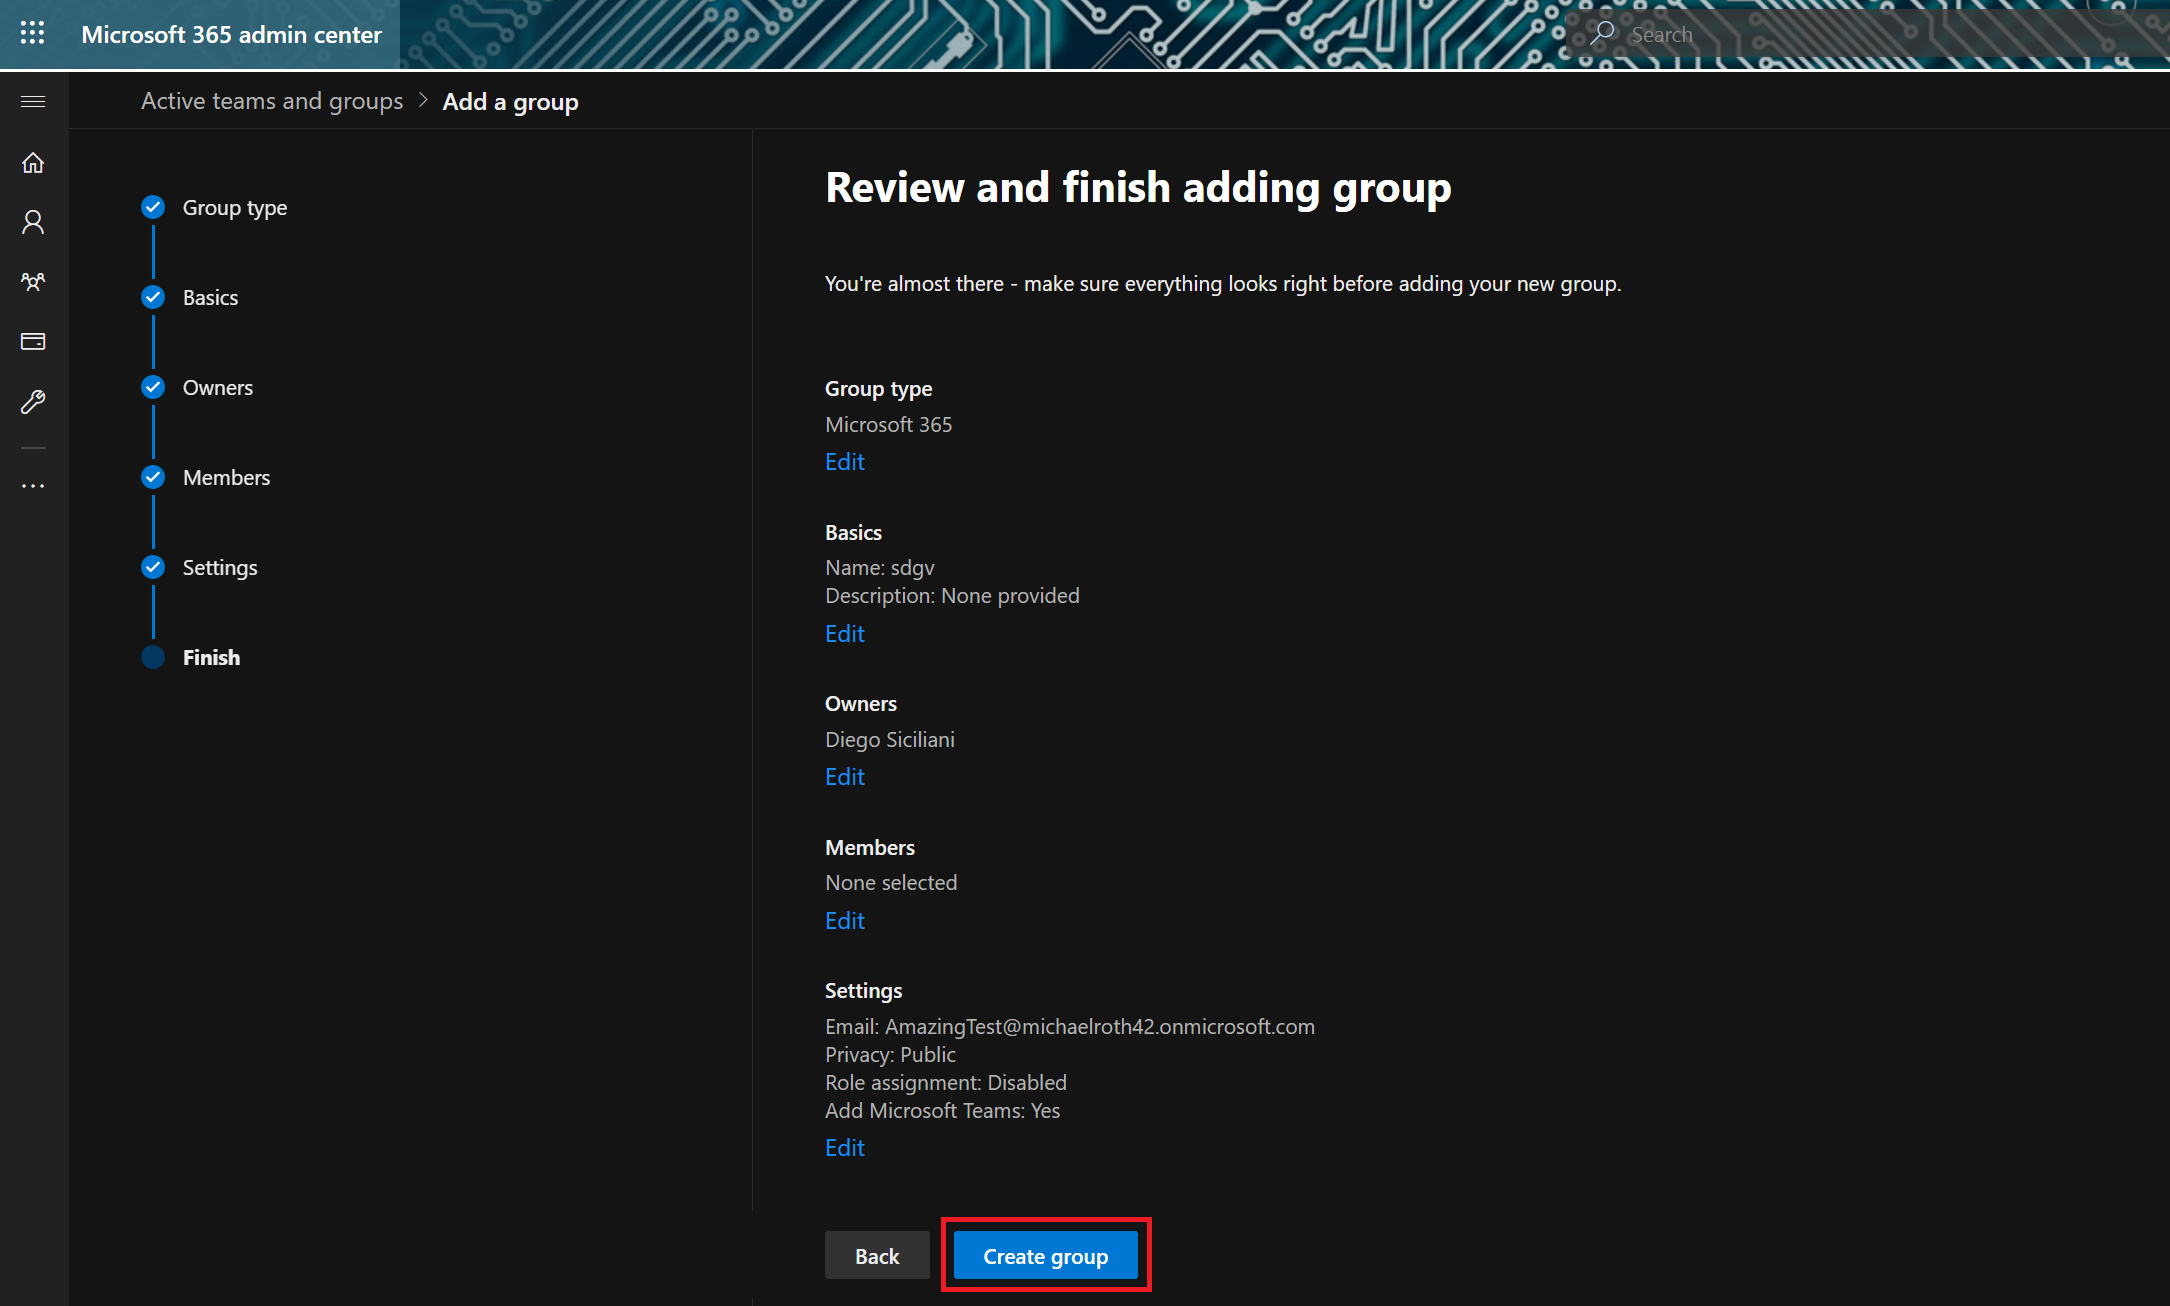 Microsoft 365 admin center
Search
Active teams and groups > Add a group
Group type
Basics
Owners
Members
Settings
Finish
Review and finish adding group
You're almost there - make sure everything looks right before adding your new group.
Group type
Microsoft 365
Edit
Basics
Name: sdgv
Description: None provided
Edit
Owners
Diego Siciliani
Edit
Members
None selected
Edit
Settings
Email: AmazingTest@michaelroth42.onmicrosoft.com
Privacy: Public
Role assignment: Disabled
Add Microsoft Teams: Yes
Edit
Back
Create group